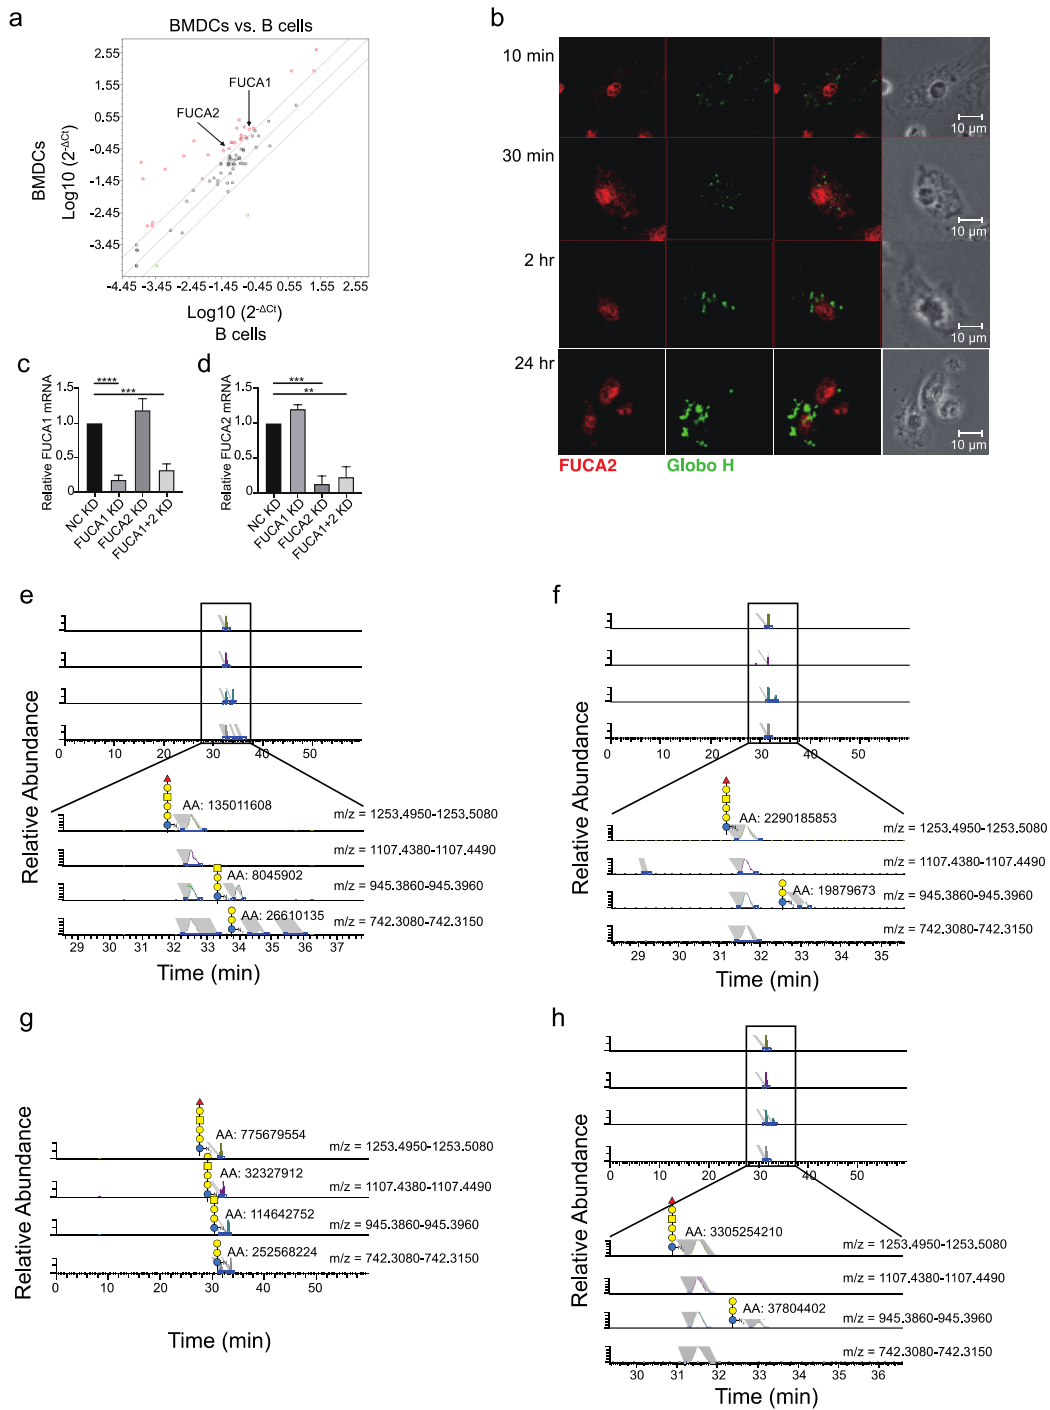 a
BMDCs vs. B cells
2.55
1.55
0.55
-0.45
-1.45
-2.45
-3.45
FUCA1
FUCA2
BMDCs
Log10 (2-ΔCt)
-4.45 -3.45 -2.45 -1.45 -0.45 0.55 1.55 2.55
Log10 (2-ΔCt)
B cells
b
10 min
10 µm
30 min
10 µm
2 hr
10 µm
24 hr
10 µm
FUCA2 Globo H
c
Relative FUCA1 mRNA
1.5
1.0
0.5
0
****
***
NC KD
FUCA1 KD
FUCA2 KD
FUCA1+2 KD
d
Relative FUCA2 mRNA
1.5
1.0
0.5
0
***
**
NC KD
FUCA1 KD
FUCA2 KD
FUCA1+2 KD
e
Relative Abundance
0 10 20 30 40 50
AA: 135011608
m/z = 1253.4950-1253.5080
m/z = 1107.4380-1107.4490
AA: 8045902
m/z = 945.3860-945.3960
AA: 26610135
m/z = 742.3080-742.3150
29 30 31 32 33 34 35 36 37
Time (min)
f
Relative Abundance
0 10 20 30 40 50
AA: 2290185853
m/z = 1253.4950-1253.5080
m/z = 1107.4380-1107.4490
AA: 19879673
m/z = 945.3860-945.3960
m/z = 742.3080-742.3150
29 30 31 32 33 34 35
Time (min)
g
Relative Abundance
AA: 775679554
m/z = 1253.4950-1253.5080
AA: 32327912
m/z = 1107.4380-1107.4490
AA: 114642752
m/z = 945.3860-945.3960
AA: 252568224
m/z = 742.3080-742.3150
0 10 20 30 40 50
Time (min)
h
Relative Abundance
0 10 20 30 40 50
AA: 3305254210
m/z = 1253.4950-1253.5080
m/z = 1107.4380-1107.4490
AA: 37804402
m/z = 945.3860-945.3960
m/z = 742.3080-742.3150
30 31 32 33 34 35 36
Time (min)